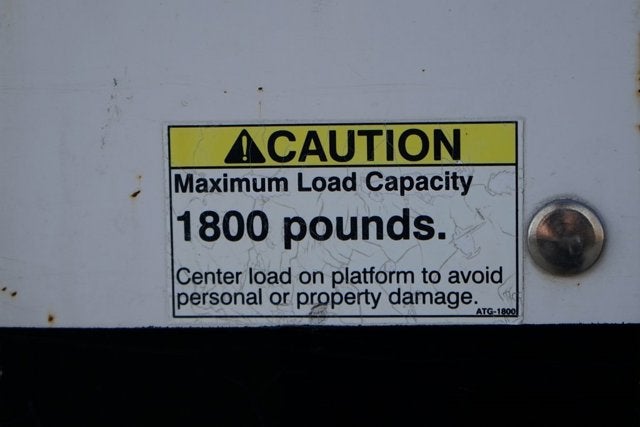 CAUTION
Maximum Load Capacity
1800 pounds.
Center load on platform to avoid
personal or property damage.
ATG-1800